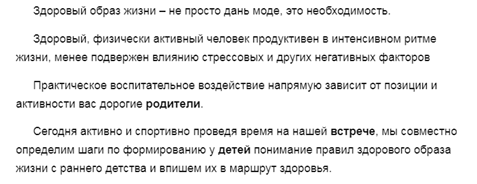 Здоровый образ жизни – не просто дань моде, это необходимость.
Здоровый, физически активный человек продуктивен в интенсивном ритме
жизни, менее подвержен влиянию стрессовых и других негативных факторов
Практическое воспитательное воздействие напрямую зависит от позиции и
активности вас дорогие родители.
Сегодня активно и спортивно проведя время на нашей встрече, мы совместно
определим шаги по формированию у детей понимание правил здорового образа
жизни с раннего детства и впишем их в маршрут здоровья.